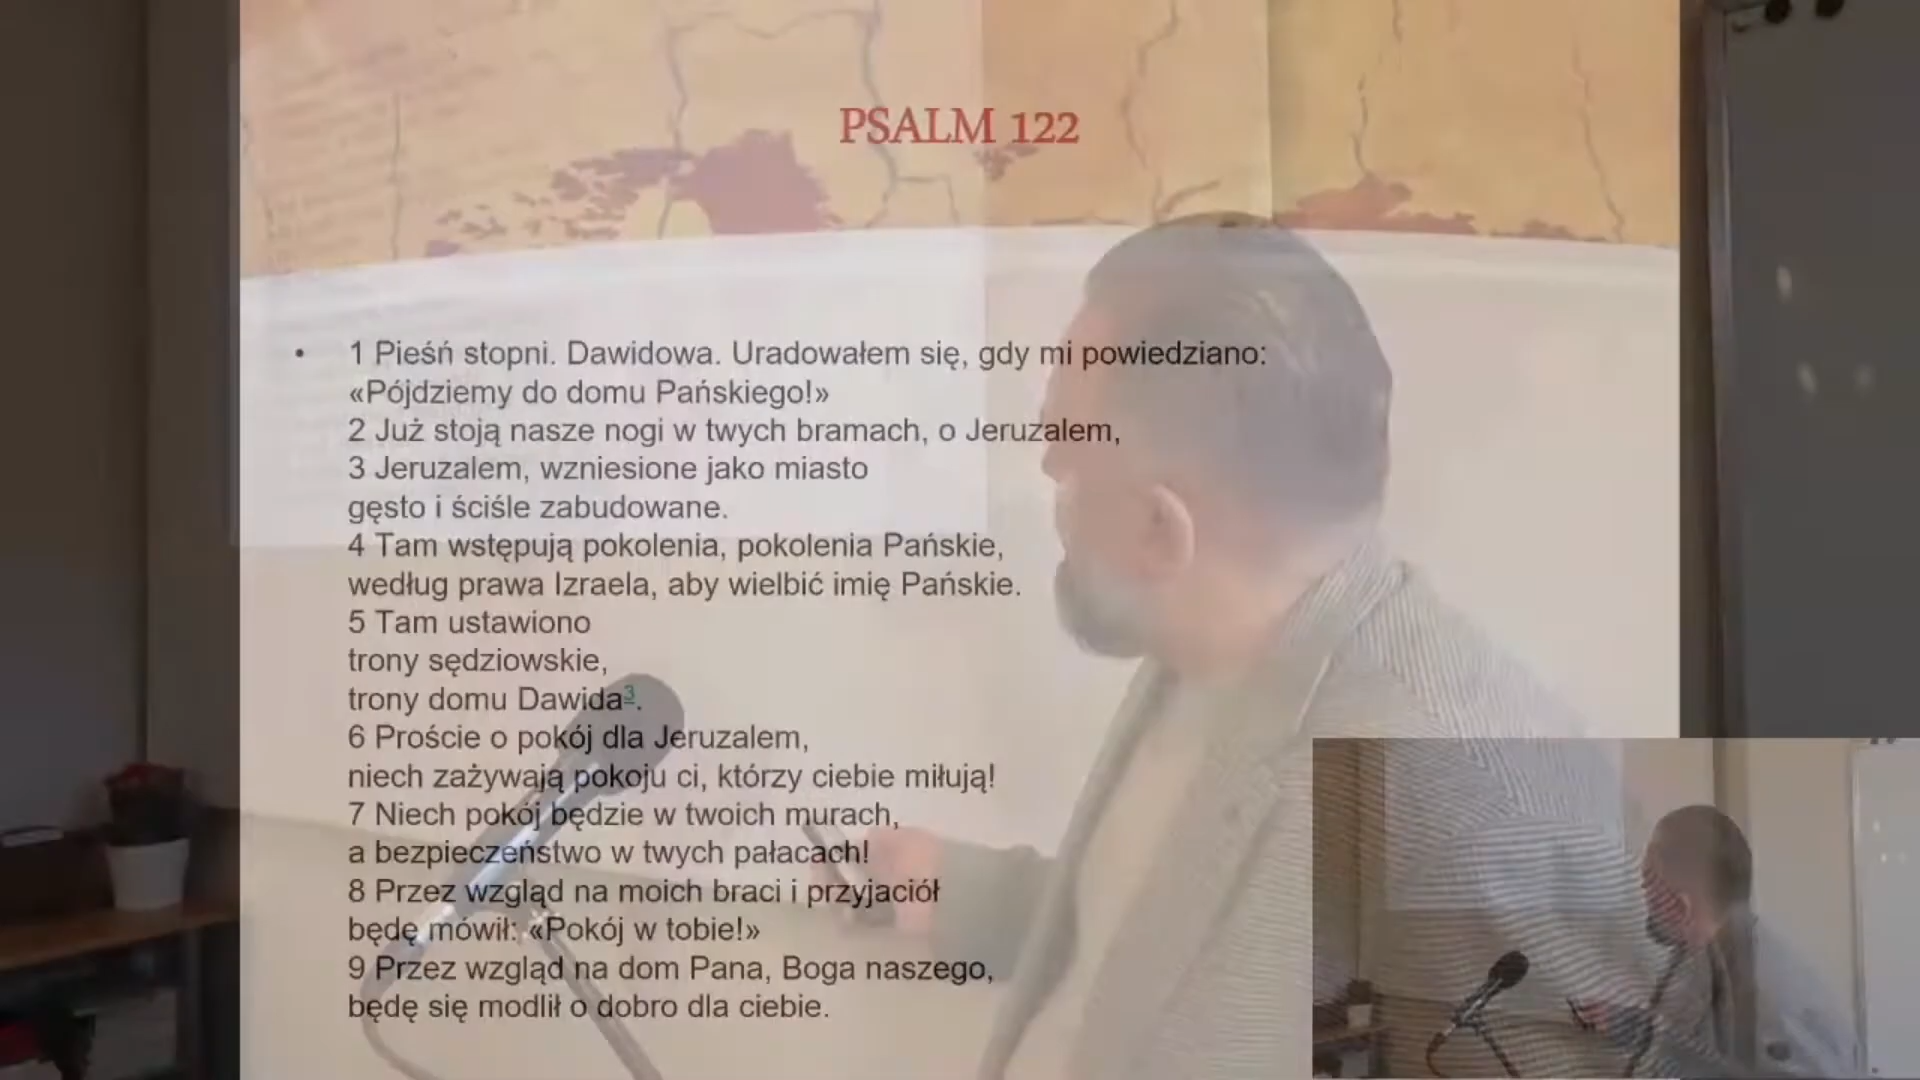 PSALM 122
• 1 Pieśń stopni. Dawidowa. Uradowałem się, gdy mi powiedziano:
«Pójdziemy do domu Pańskiego!»
2 Już stoją nasze nogi w twych bramach, o Jeruzalem,
3 Jeruzalem, wzniesione jako miasto
gęsto i ściśle zabudowane.
4 Tam wstępują pokolenia, pokolenia Pańskie,
według prawa Izraela, aby wielbić imię Pańskie.
5 Tam ustawiono
trony sędziowskie,
trony domu Dawida3.
6 Proście o pokój dla Jeruzalem,
niech zażywają pokoju ci, którzy ciebie miłują!
7 Niech pokój będzie w twoich murach,
a bezpieczeństwo w twych pałacach!
8 Przez wzgląd na moich braci i przyjaciół
będę mówił: «Pokój w tobie!»
9 Przez wzgląd na dom Pana, Boga naszego,
będę się modlił o dobro dla ciebie.